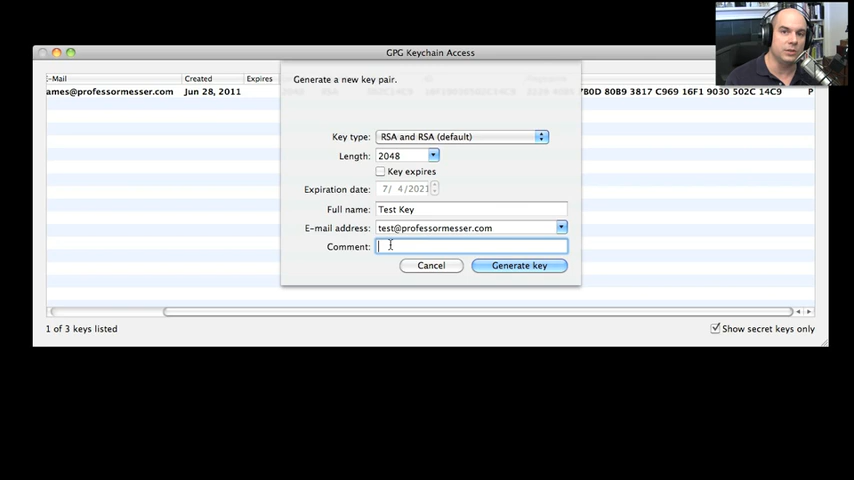 GPG Keychain Access
E-Mail Created Expires
ames@professormesser.com Jun 28, 2011 7B0D 80B9 3817 C969 16F1 9030 502C 14C9 P
Generate a new key pair.
Key type: RSA and RSA (default)
Length: 2048
Key expires
Expiration date: 7/ 4/2021
Full name: Test Key
E-mail address: test@professormesser.com
Comment:
Cancel Generate key
1 of 3 keys listed Show secret keys only